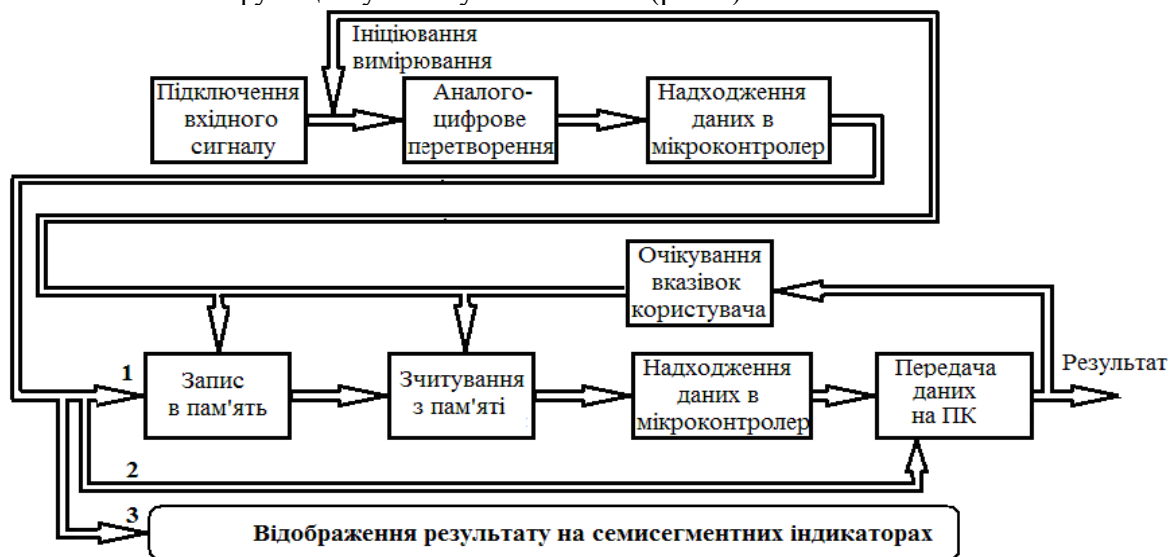 Ініціювання
вимірювання
Підключення
вхідного
сигналу
Аналого-
цифрове
перетворення
Надходження
даних в
мікроконтролер
Очікування
вказівок
користувача
1
Запис
в пам'ять
Зчитування
з пам'яті
Надходження
даних в
мікроконтролер
Передача
даних
на ПК
Результат
2
3
Відображення результату на семисегментних індикаторах